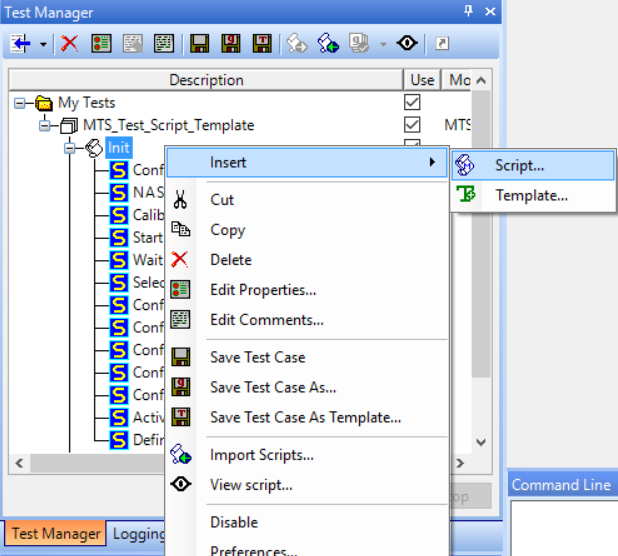 Test Manager
Description Use Mo
My Tests
MTS_Test_Script_Template MTS
Init
Insert
Script...
Conf
NAS
Template...
Calib
Cut
Start
Copy
Wait
Delete
Selec
Edit Properties...
Conf
Edit Comments...
Conf
Conf
Save Test Case
Conf
Save Test Case As...
Conf
Save Test Case As Template...
Activ
Defin
Import Scripts...
View script...
Command Line
op
Disable
Test Manager Logging
Preferences...